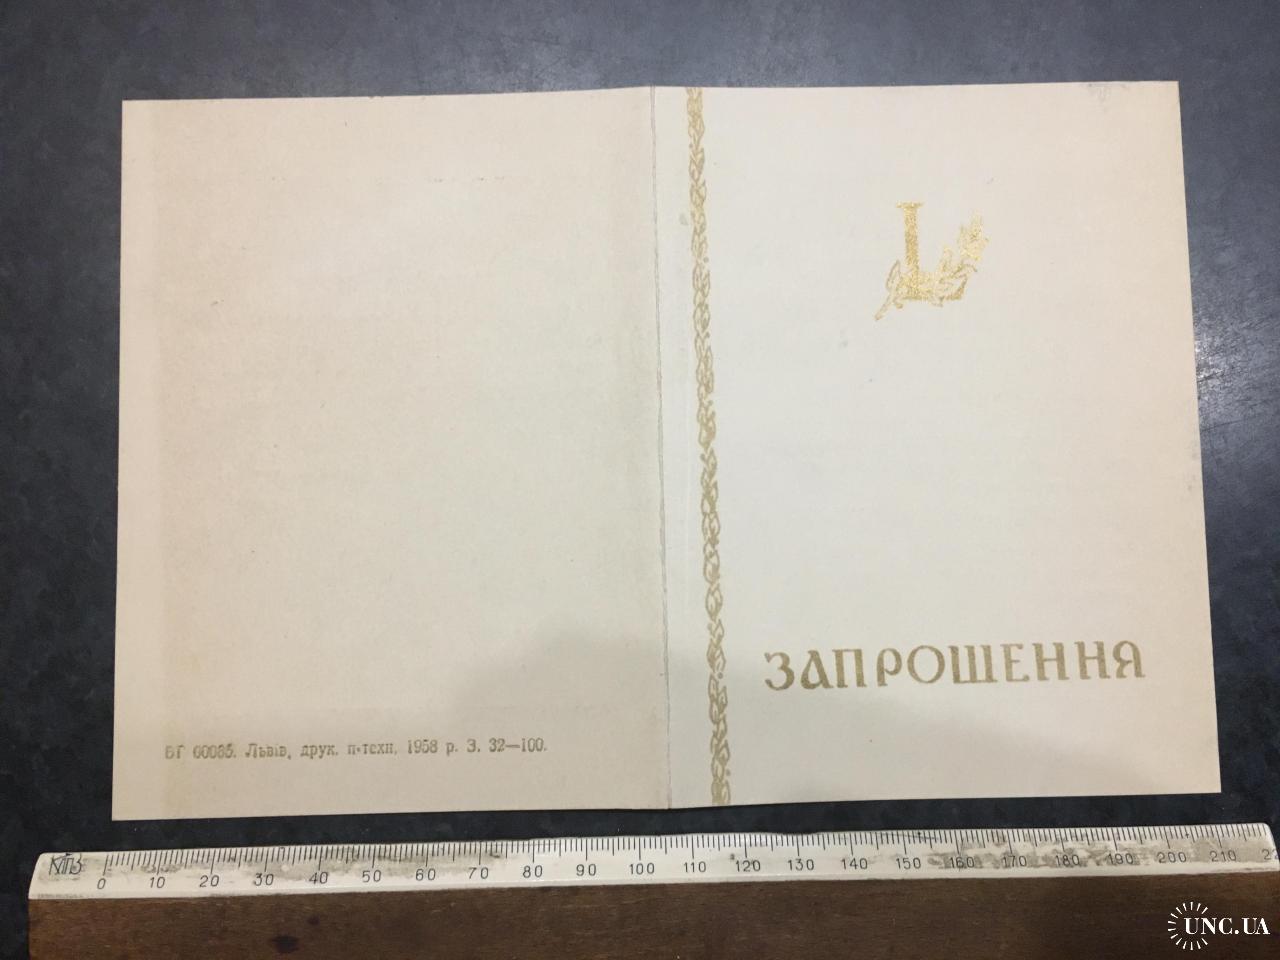 L
ЗАПРОШЕННЯ
БГ 60085. Львів, друк. п-техн, 1958 р. З. 32—100.
КПЗ
0 10 20 30 40 50 60 70 80 90 100 110 120 130 140 150 160 170 180 190 200 210
UNC.UA